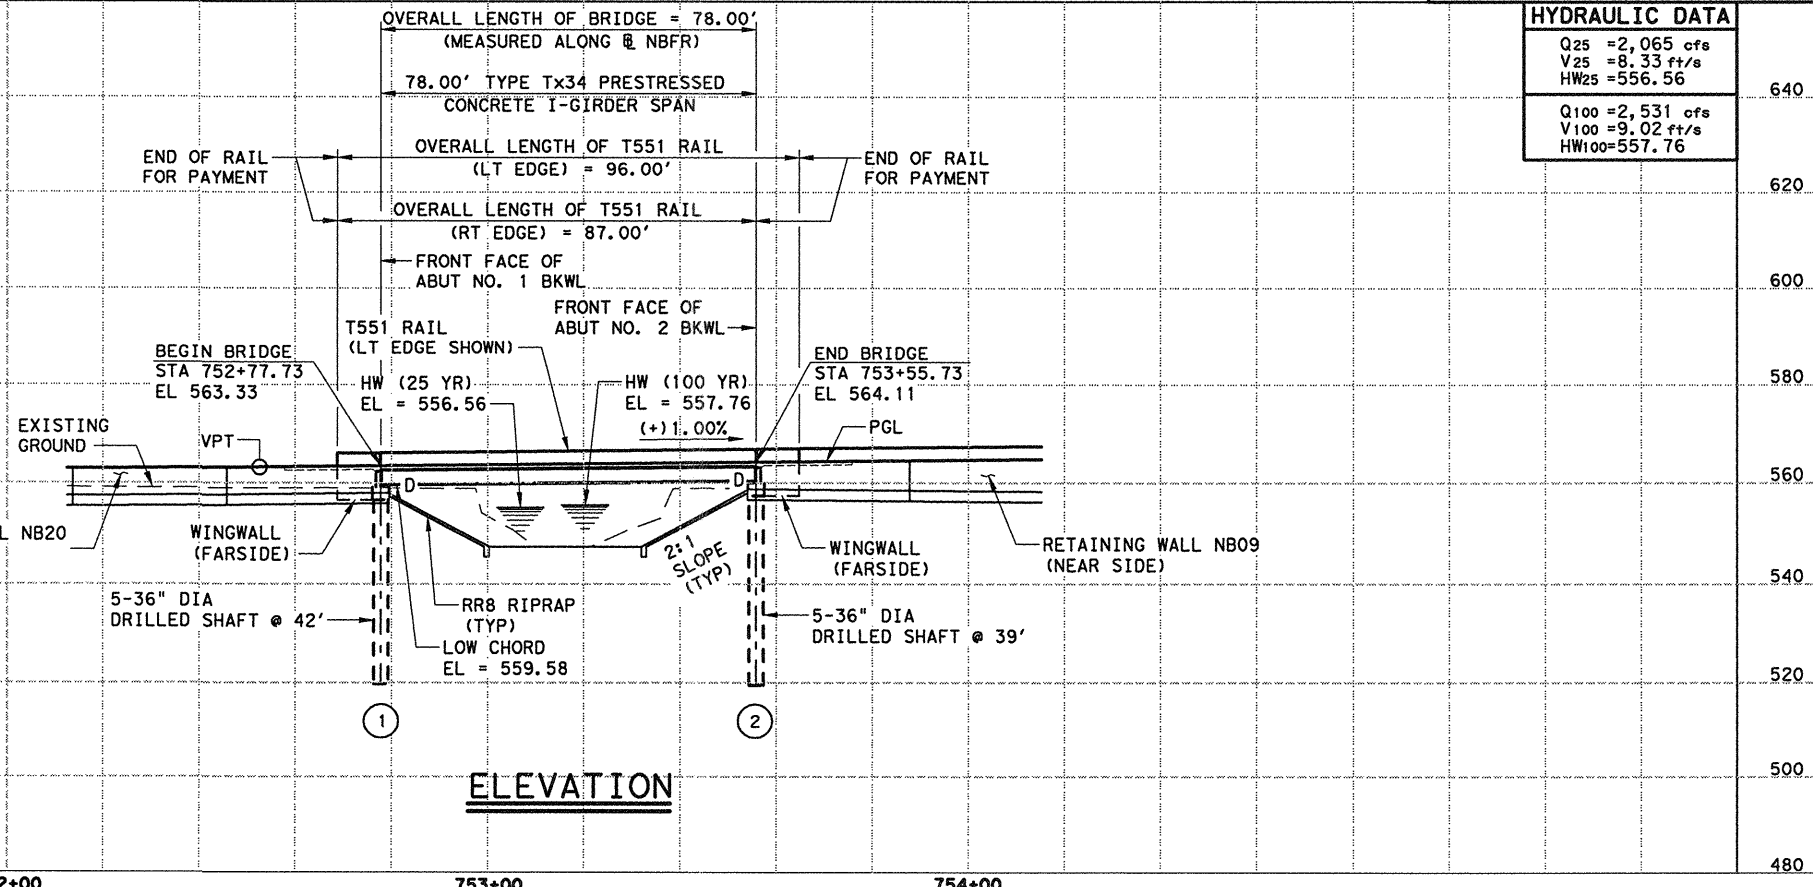 OVERALL LENGTH OF BRIDGE = 78.00'
(MEASURED ALONG ℄ NBFR)
78.00' TYPE Tx34 PRESTRESSED
CONCRETE I-GIRDER SPAN
OVERALL LENGTH OF T551 RAIL
(LT EDGE) = 96.00'
END OF RAIL
FOR PAYMENT
END OF RAIL
FOR PAYMENT
OVERALL LENGTH OF T551 RAIL
(RT EDGE) = 87.00'
FRONT FACE OF
ABUT NO. 1 BKWL
FRONT FACE OF
ABUT NO. 2 BKWL
T551 RAIL
(LT EDGE SHOWN)
BEGIN BRIDGE
STA 752+77.73
EL 563.33
HW (25 YR)
EL = 556.56
HW (100 YR)
EL = 557.76
(+)1.00%
END BRIDGE
STA 753+55.73
EL 564.11
EXISTING
GROUND
VPT
PGL
D
D
L NB20
WINGWALL
(FARSIDE)
2:1
SLOPE
(TYP)
WINGWALL
(FARSIDE)
RETAINING WALL NB09
(NEAR SIDE)
5-36" DIA
DRILLED SHAFT @ 42'
RR8 RIPRAP
(TYP)
LOW CHORD
EL = 559.58
5-36" DIA
DRILLED SHAFT @ 39'
1
2
ELEVATION
HYDRAULIC DATA
Q25 =2,065 cfs
V25 =8.33 ft/s
HW25 =556.56
Q100 =2,531 cfs
V100 =9.02 ft/s
HW100=557.76
640
620
600
580
560
540
520
500
480
2+00
753+00
754+00